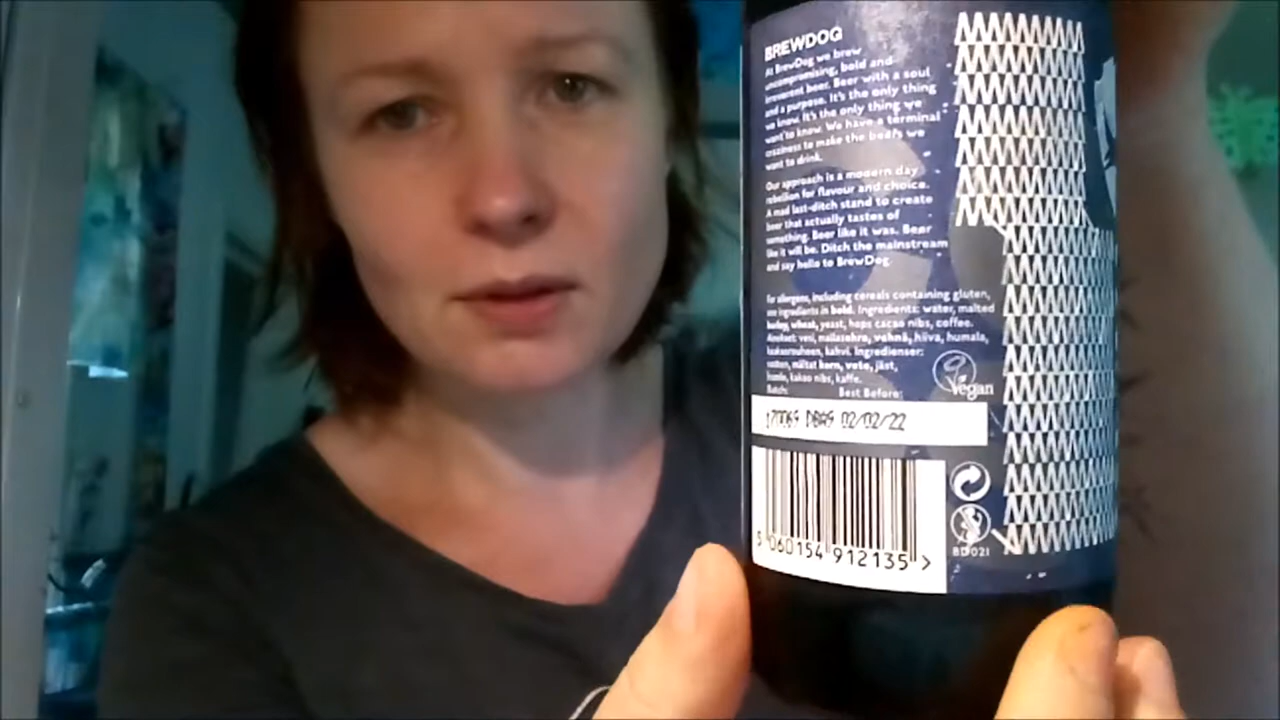 BREWDOG
At BrewDog we brew
uncompromising, bold and
irreverent beer. Beer with a soul
and a purpose. It's the only thing
we know. It's the only thing we
want to know. We have a terminal
craziness to make the beers we
want to drink.
Our approach is a modern day
rebellion for flavour and choice.
A mad last-ditch stand to create
beer that actually tastes of
something. Beer like it was. Beer
like it will be. Ditch the mainstream
and say hello to BrewDog.
For allergens, including cereals containing gluten,
see ingredients in bold. Ingredients: water, malted
barley, wheat, yeast, hops cacao nibs, coffee.
Ainekset: vesi, mallasohra, vehnä, hiiva, humala,
kaakaorouheet, kahvi. Ingredienser:
vatten, mältat korn, vete, jäst,
humle, kakao nibs, kaffe.
Vegan
Batch: Best Before:
DB#9 02/02/22
5 060154 912135 >
BD021